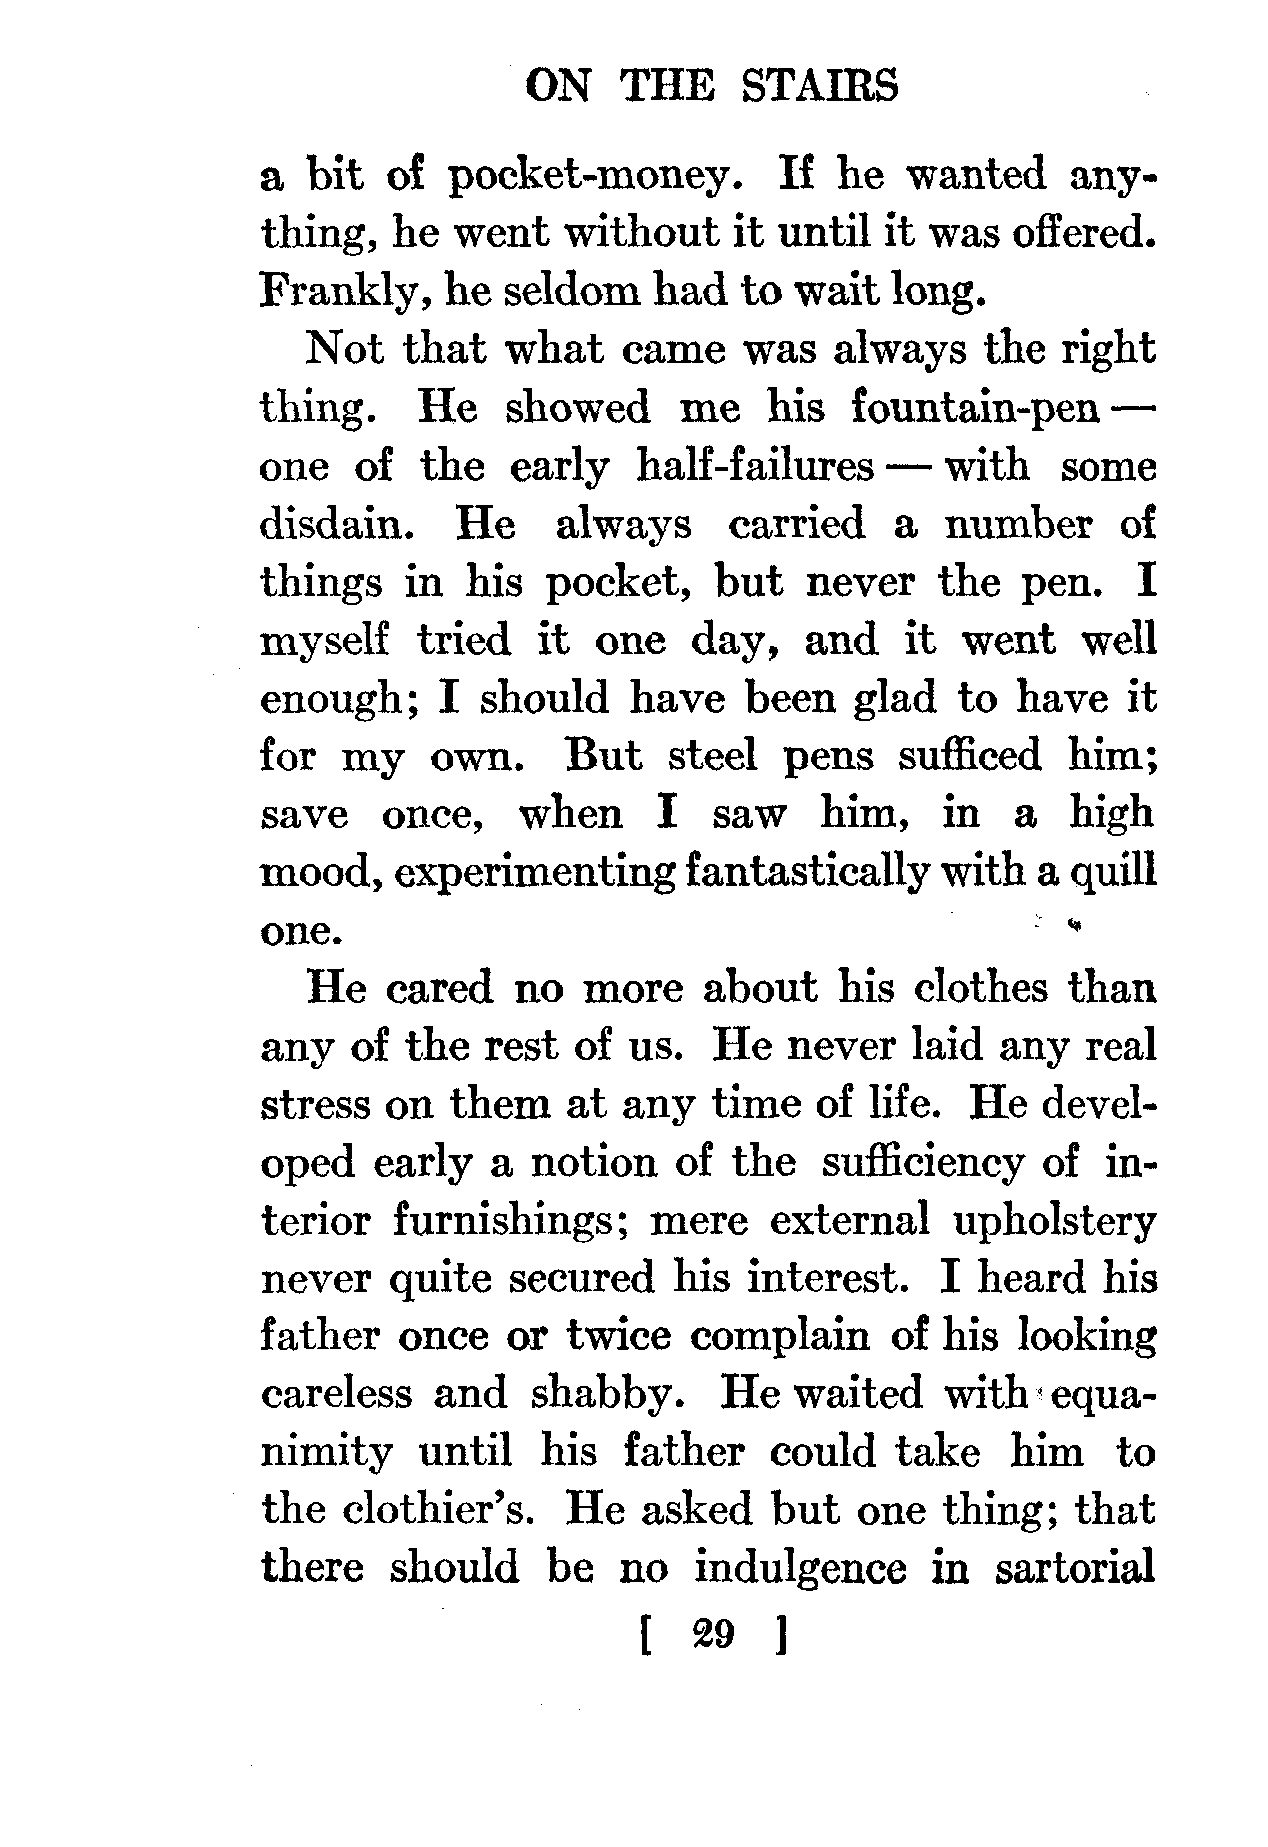 ON THE STAIRS
a bit of pocket-money. If he wanted any-
thing, he went without it until it was offered.
Frankly, he seldom had to wait long.
Not that what came was always the right
thing. He showed me his fountain-pen —
one of the early half-failures — with some
disdain. He always carried a number of
things in his pocket, but never the pen. I
myself tried it one day, and it went well
enough; I should have been glad to have it
for my own. But steel pens sufficed him;
save once, when I saw him, in a high
mood, experimenting fantastically with a quill
one.
He cared no more about his clothes than
any of the rest of us. He never laid any real
stress on them at any time of life. He devel-
oped early a notion of the sufficiency of in-
terior furnishings; mere external upholstery
never quite secured his interest. I heard his
father once or twice complain of his looking
careless and shabby. He waited with equa-
nimity until his father could take him to
the clothier's. He asked but one thing; that
there should be no indulgence in sartorial
[ 29 ]